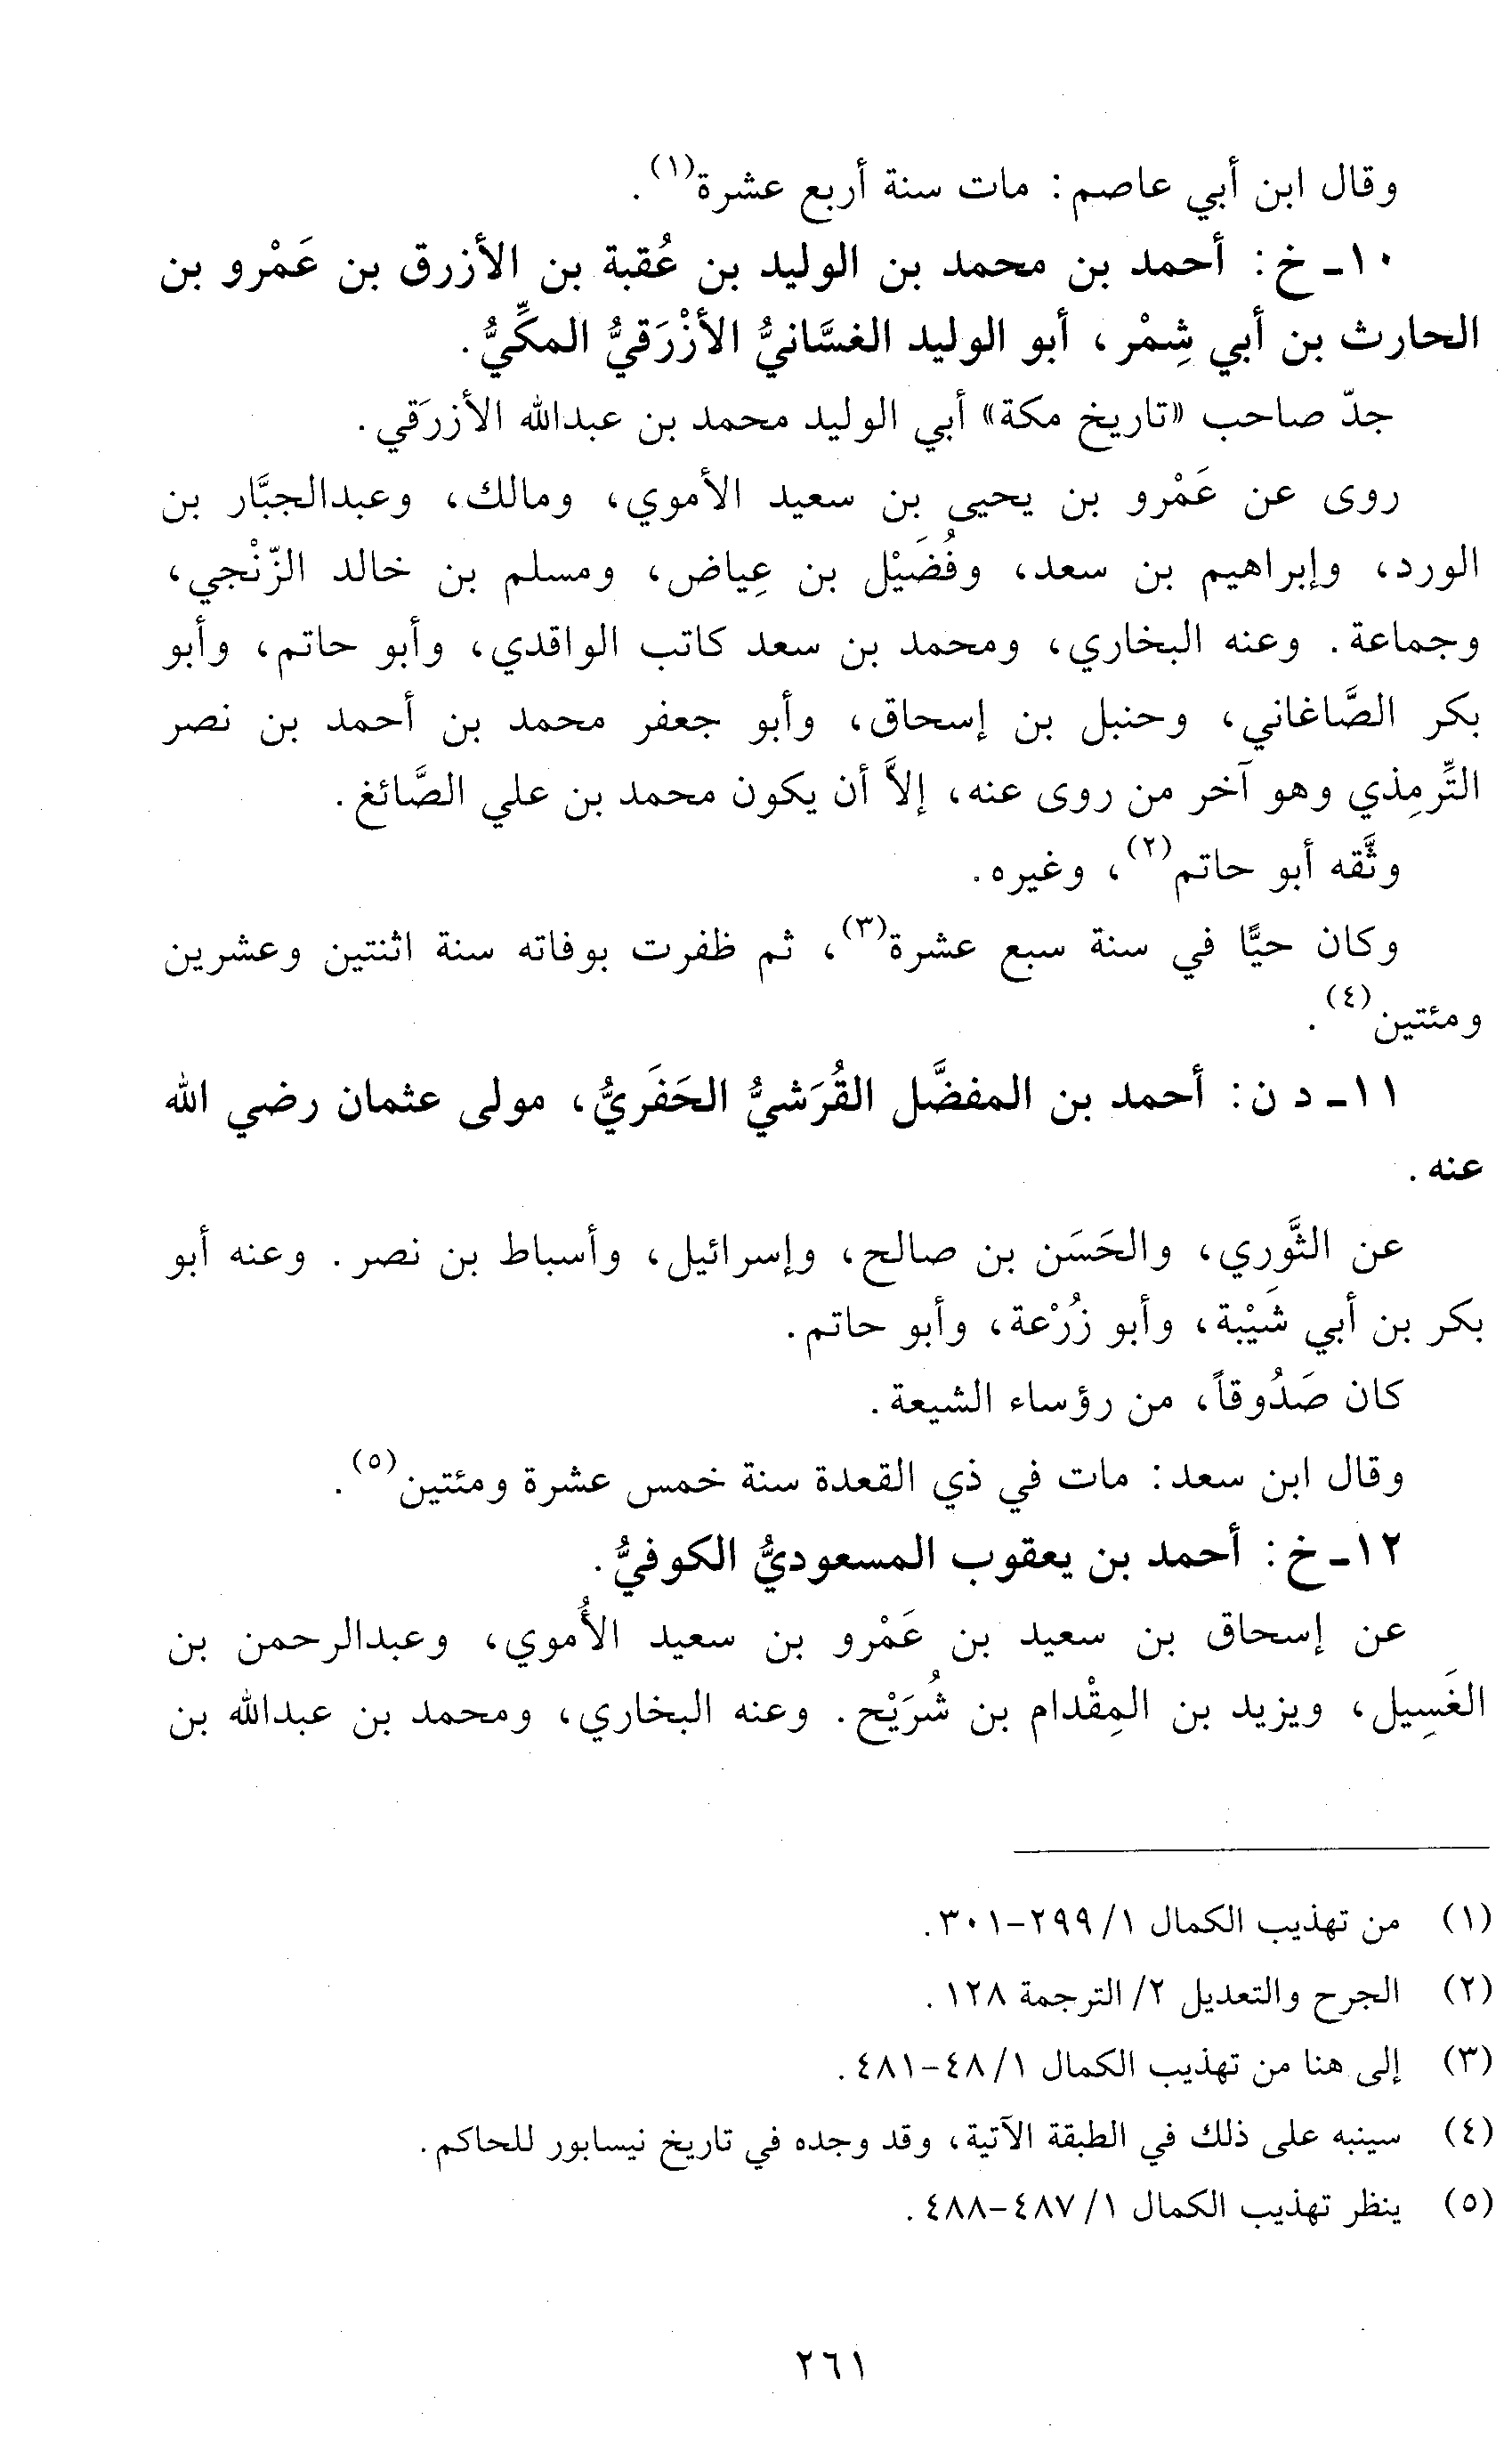 وقال ابن أبي عاصم: مات سنة أربع عشرة(١).
١٠- خ: أحمد بن محمد بن الوليد بن عُقبة بن الأزرق بن عَمْرو بن
الحارث بن أبي شِمْر، أبو الوليد الغسَّانيُّ الأزْرَقيُّ المكِّيُّ.
جدّ صاحب «تاريخ مكة» أبي الوليد محمد بن عبدالله الأزرَقي.
روى عن عَمْرو بن يحيى بن سعيد الأموي، ومالك، وعبدالجبَّار بن
الورد، وإبراهيم بن سعد، وفُضَيْل بن عِياض، ومسلم بن خالد الزّنْجي،
وجماعة. وعنه البخاري، ومحمد بن سعد كاتب الواقدي، وأبو حاتم، وأبو
بكر الصَّاغاني، وحنبل بن إسحاق، وأبو جعفر محمد بن أحمد بن نصر
التِّرمِذي وهو آخر من روى عنه، إلاَّ أن يكون محمد بن علي الصَّائغ.
وثَّقه أبو حاتم(٢)، وغيره.
وكان حيًّا في سنة سبع عشرة(٣)، ثم ظفرت بوفاته سنة اثنتين وعشرين
ومئتين(٤).
١١- د ن: أحمد بن المفضَّل القُرَشيُّ الحَفَريُّ، مولى عثمان رضي الله
عنه.
عن الثَّوري، والحَسَن بن صالح، وإسرائيل، وأسباط بن نصر. وعنه أبو
بكر بن أبي شَيْبة، وأبو زُرْعة، وأبو حاتم.
كان صَدُوقاً، من رؤساء الشيعة.
وقال ابن سعد: مات في ذي القعدة سنة خمس عشرة ومئتين(٥).
١٢- خ: أحمد بن يعقوب المسعوديُّ الكوفيُّ.
عن إسحاق بن سعيد بن عَمْرو بن سعيد الأُموي، وعبدالرحمن بن
الغَسِيل، ويزيد بن المِقْدام بن شُرَيْح. وعنه البخاري، ومحمد بن عبدالله بن
(١) من تهذيب الكمال ١/ ٢٩٩-٣٠١.
(٢) الجرح والتعديل ٢/ الترجمة ١٢٨.
(٣) إلى هنا من تهذيب الكمال ١/ ٤٨-٤٨١.
(٤) سينبه على ذلك في الطبقة الآتية، وقد وجده في تاريخ نيسابور للحاكم.
(٥) ينظر تهذيب الكمال ١/ ٤٨٧-٤٨٨.
٢٦١